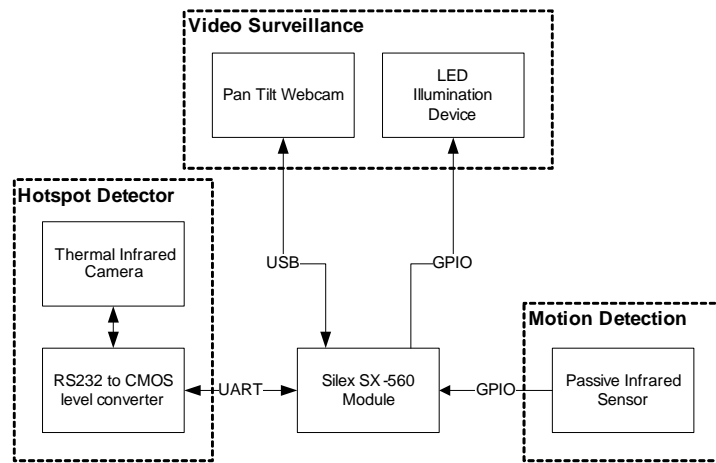 Video Surveillance
Pan Tilt Webcam
LED
Illumination
Device
Hotspot Detector
Thermal Infrared
Camera
USB
GPIO
Motion Detection
RS232 to CMOS
level converter
UART
Silex SX-560
Module
GPIO
Passive Infrared
Sensor